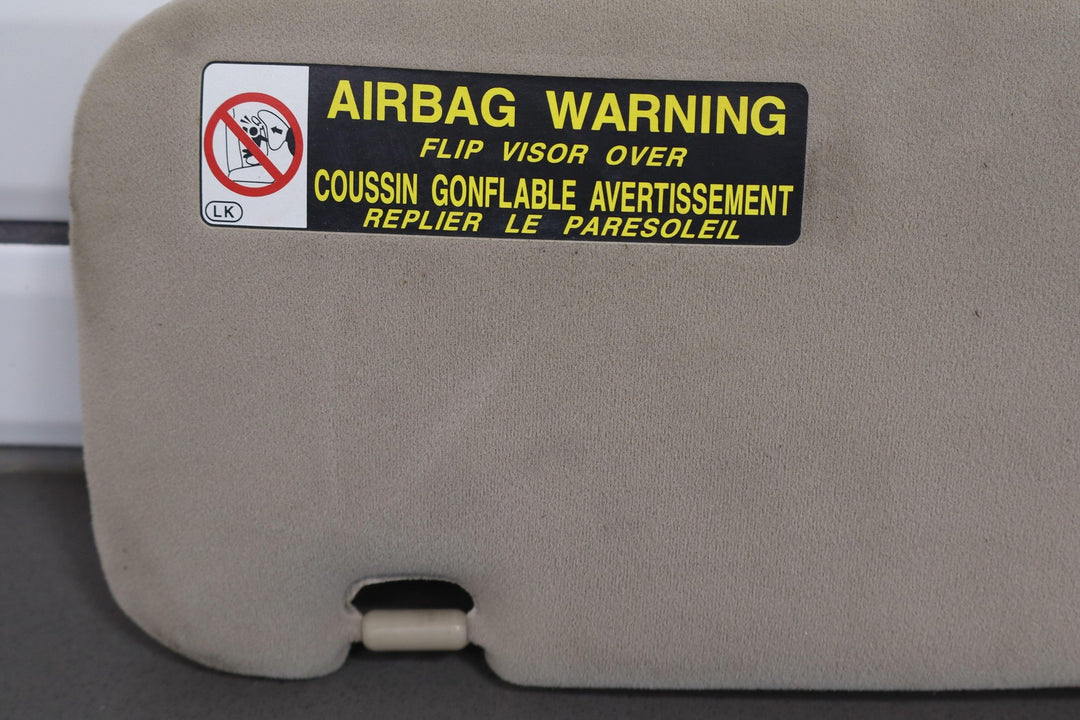 AIRBAG WARNING
FLIP VISOR OVER
COUSSIN GONFLABLE AVERTISSEMENT
REPLIER LE PARESOLEIL
LK